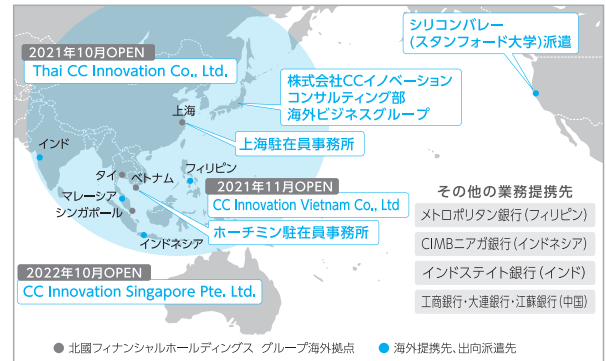 2021年10月OPEN
Thai CC Innovation Co., Ltd.
シリコンバレー
(スタンフォード大学)派遣
株式会社CCイノベーション
コンサルティング部
海外ビジネスグループ
上海
上海駐在員事務所
インド
タイ
ベトナム
フィリピン
マレーシア
シンガポール
インドネシア
2021年11月OPEN
CC Innovation Vietnam Co., Ltd
ホーチミン駐在員事務所
2022年10月OPEN
CC Innovation Singapore Pte. Ltd.
その他の業務提携先
メトロポリタン銀行(フィリピン)
CIMBニアガ銀行(インドネシア)
インドステイト銀行(インド)
工商銀行・大連銀行・江蘇銀行(中国)
● 北國フィナンシャルホールディングス グループ海外拠点 ● 海外提携先、出向派遣先